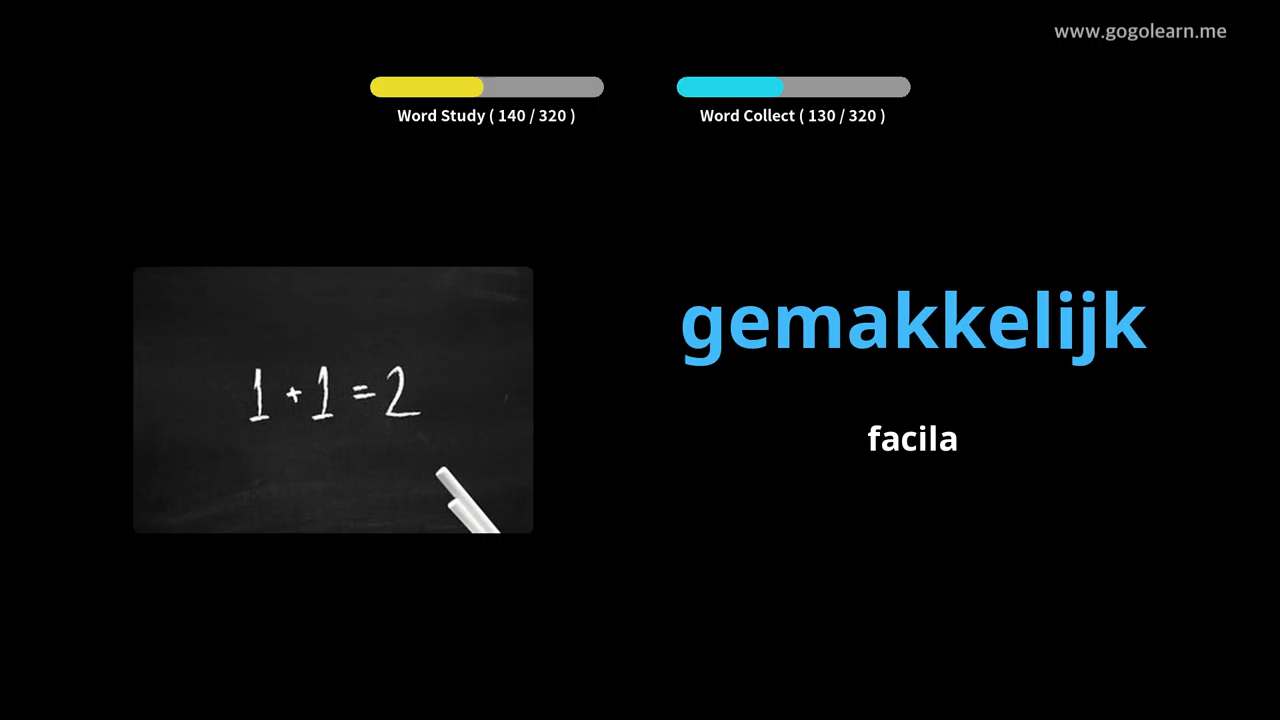 www.gogolearn.me
Word Study ( 140 / 320 )
Word Collect ( 130 / 320 )
gemakkelijk
1 + 1 = 2
facila